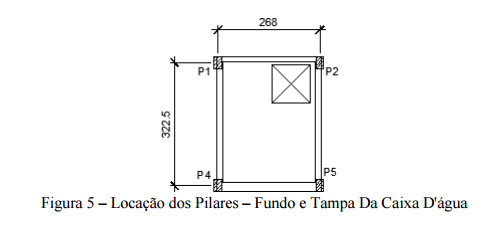 268
P1
P2
322.5
P4
P5
Figura 5 – Locação dos Pilares – Fundo e Tampa Da Caixa D'água